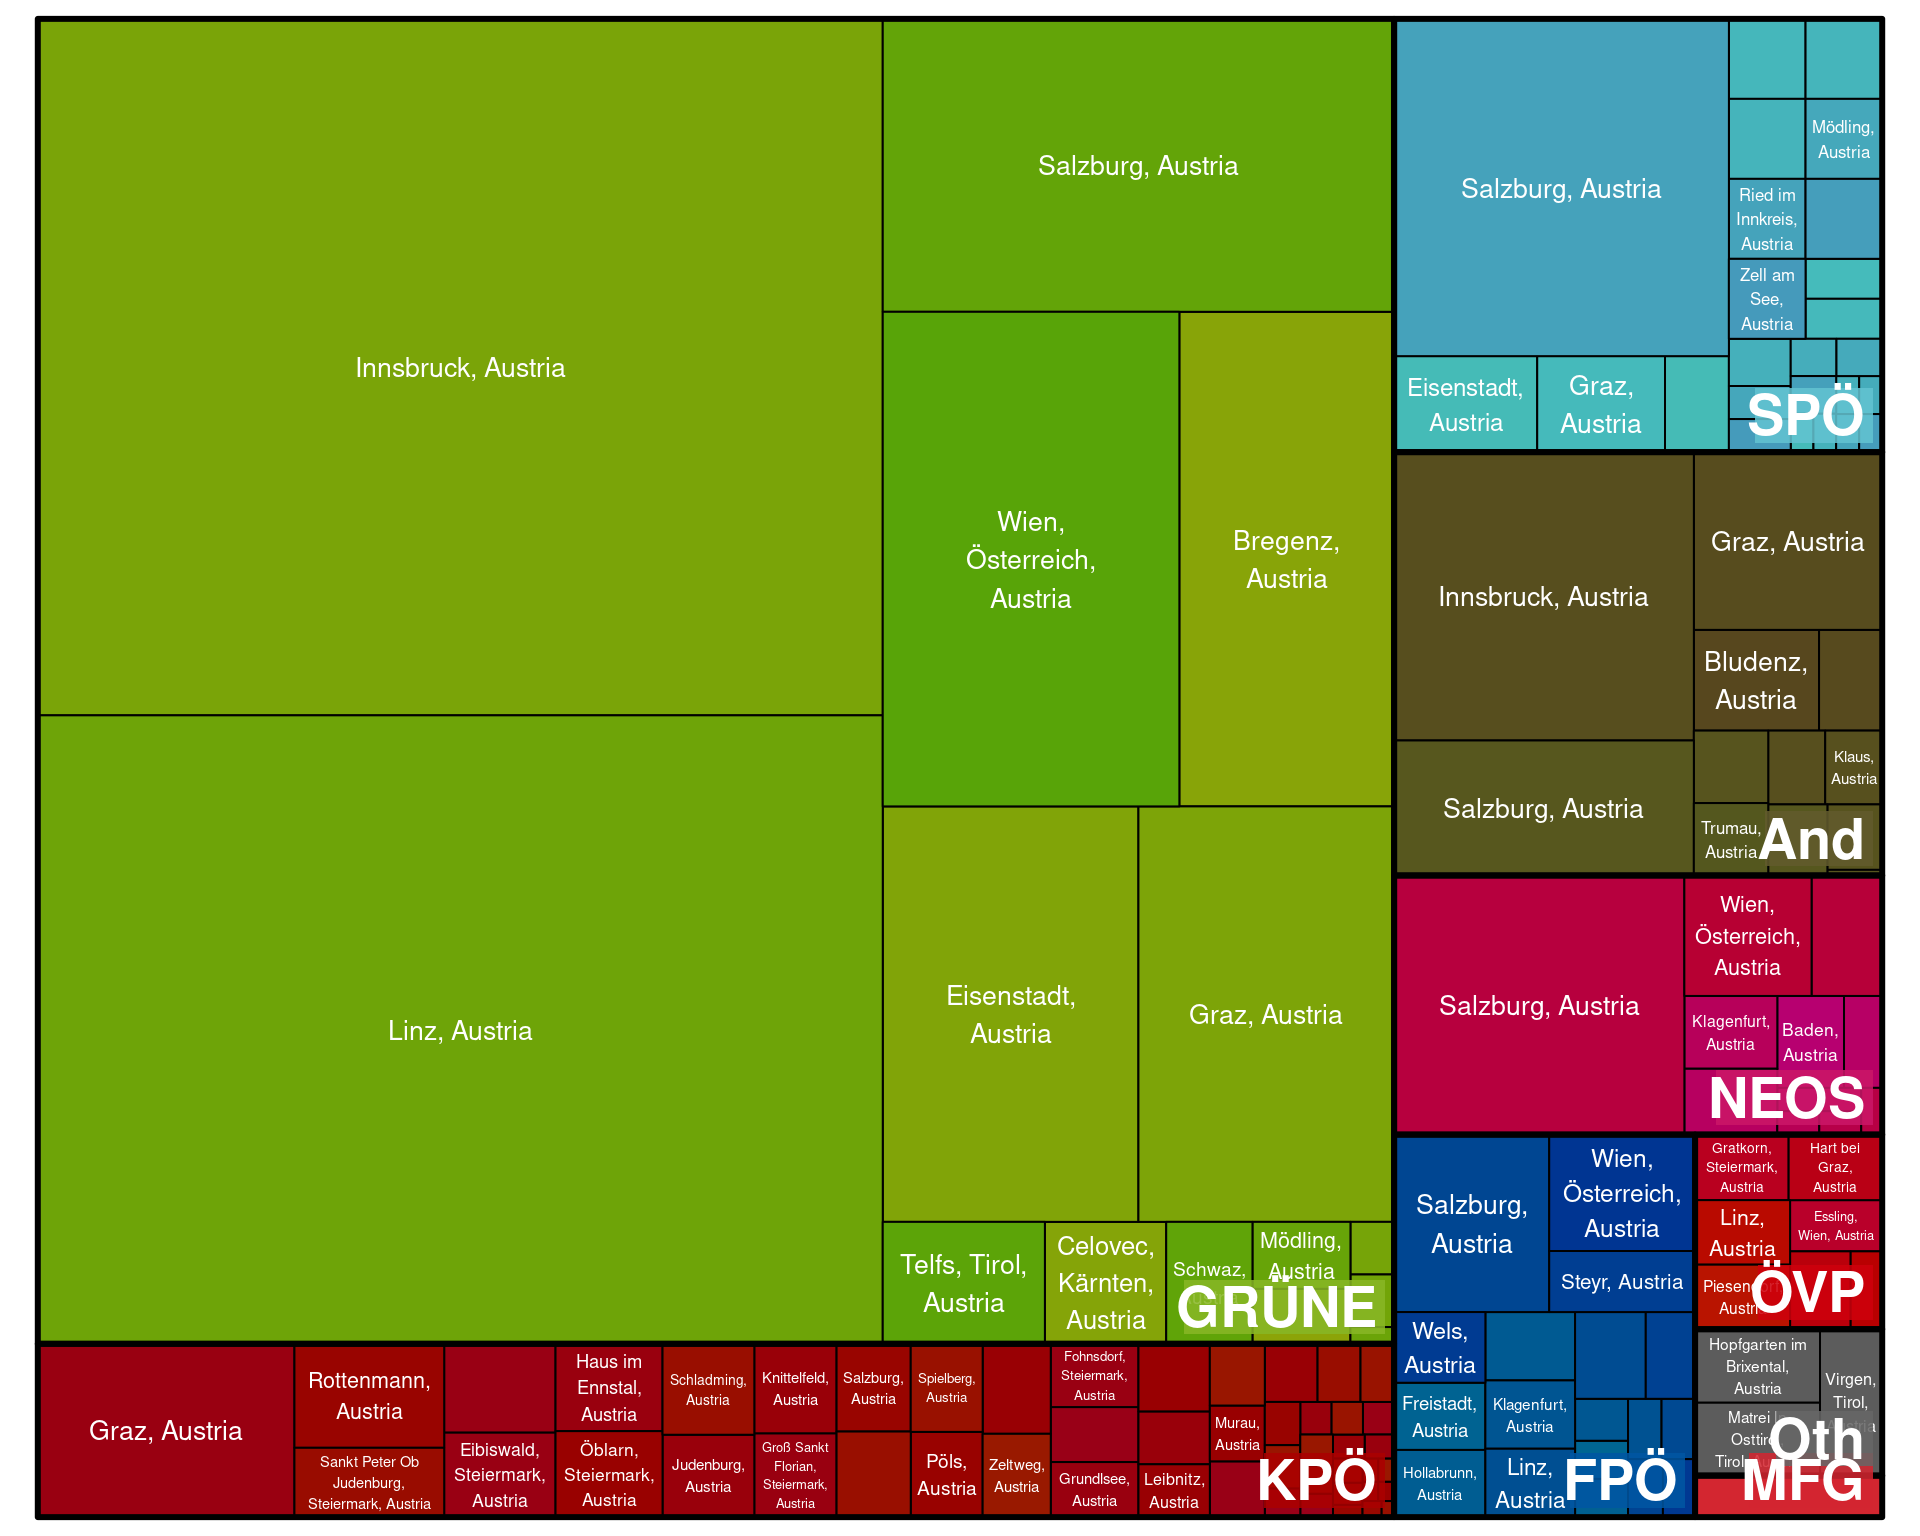 Innsbruck, Austria
Linz, Austria
Salzburg, Austria
Wien,
Österreich,
Austria
Bregenz,
Austria
Eisenstadt,
Austria
Graz, Austria
Telfs, Tirol,
Austria
Celovec,
Kärnten,
Austria
Schwaz,
Mödling,
Austria
GRÜNE
Salzburg, Austria
Eisenstadt,
Austria
Graz,
Austria
Mödling,
Austria
Ried im
Innkreis,
Austria
Zell am
See,
Austria
SPÖ
Innsbruck, Austria
Salzburg, Austria
Graz, Austria
Bludenz,
Austria
Klaus,
Austria
Trumau,
Austria
And
Salzburg, Austria
Wien,
Österreich,
Austria
Klagenfurt,
Austria
Baden,
Austria
NEOS
Salzburg,
Austria
Wien,
Österreich,
Austria
Steyr, Austria
Wels,
Austria
Freistadt,
Austria
Hollabrunn,
Austria
Klagenfurt,
Austria
Linz,
Austria
FPÖ
Gratkorn,
Steiermark,
Austria
Hart bei
Graz,
Austria
Linz,
Austria
Essling,
Wien, Austria
ÖVP
Hopfgarten im
Brixental,
Austria
Virgen,
Tirol,
Matrei
Oth
MFG
Graz, Austria
Rottenmann,
Austria
Sankt Peter Ob
Judenburg,
Steiermark, Austria
Eibiswald,
Steiermark,
Austria
Haus im
Ennstal,
Austria
Öblarn,
Steiermark,
Austria
Schladming,
Austria
Judenburg,
Austria
Knittelfeld,
Austria
Groß Sankt
Florian,
Steiermark,
Austria
Salzburg,
Austria
Spielberg,
Austria
Pöls,
Austria
Zeltweg,
Austria
Fohnsdorf,
Steiermark,
Austria
Grundlsee,
Austria
Leibnitz,
Austria
Murau,
Austria
KPÖ